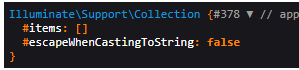 Illuminate\Support\Collection {#378 ▼ // app
#items: []
#escapeWhenCastingToString: false
}